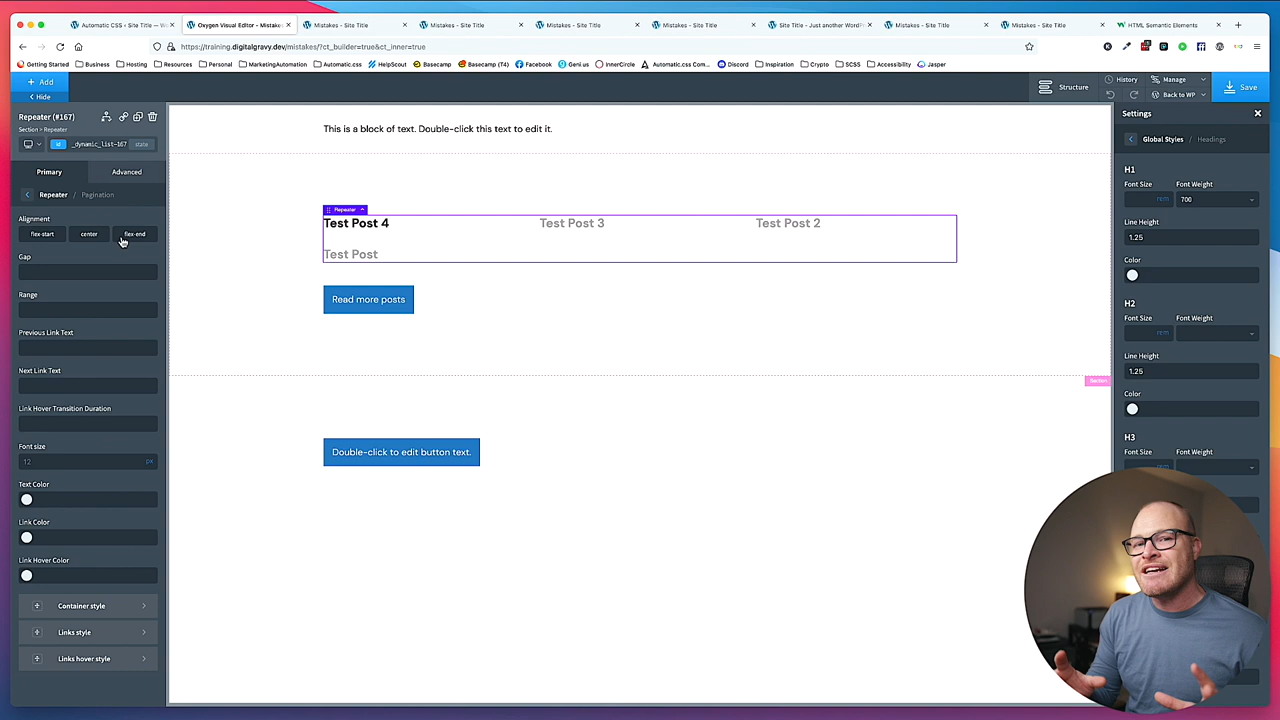 Automatic CSS - Site Title — W
Oxygen Visual Editor - Mistake
Mistakes - Site Title
Mistakes - Site Title
Mistakes - Site Title
Mistakes - Site Title
Site Title - Just another WordPr
Mistakes - Site Title
Mistakes - Site Title
HTML Semantic Elements
https://training.digitalgravy.dev/mistakes/?ct_builder=true&ct_inner=true
Getting Started
Business
Hosting
Resources
Personal
MarketingAutomation
Automatic.css
HelpScout
Basecamp
Basecamp (T4)
Facebook
Geni.us
InnerCircle
Automatic.css Com...
Discord
Inspiration
Crypto
SCSS
Accessibility
Jasper
+ Add
Hide
Structure
History
Manage
Back to WP
Save
Repeater (#167)
Section > Repeater
id
_dynamic_list-167
state
Primary
Advanced
Repeater / Pagination
Alignment
flex-start
center
flex-end
Gap
Range
Previous Link Text
Next Link Text
Link Hover Transition Duration
Font size
12
px
Text Color
Link Color
Link Hover Color
Container style
Links style
Links hover style
This is a block of text. Double-click this text to edit it.
Repeater
Test Post 4
Test Post 3
Test Post 2
Test Post
Read more posts
Section
Double-click to edit button text.
Settings
Global Styles / Headings
H1
Font Size
Font Weight
rem
700
Line Height
1.25
Color
H2
Font Size
Font Weight
rem
Line Height
1.25
Color
H3
Font Size
Font Weight